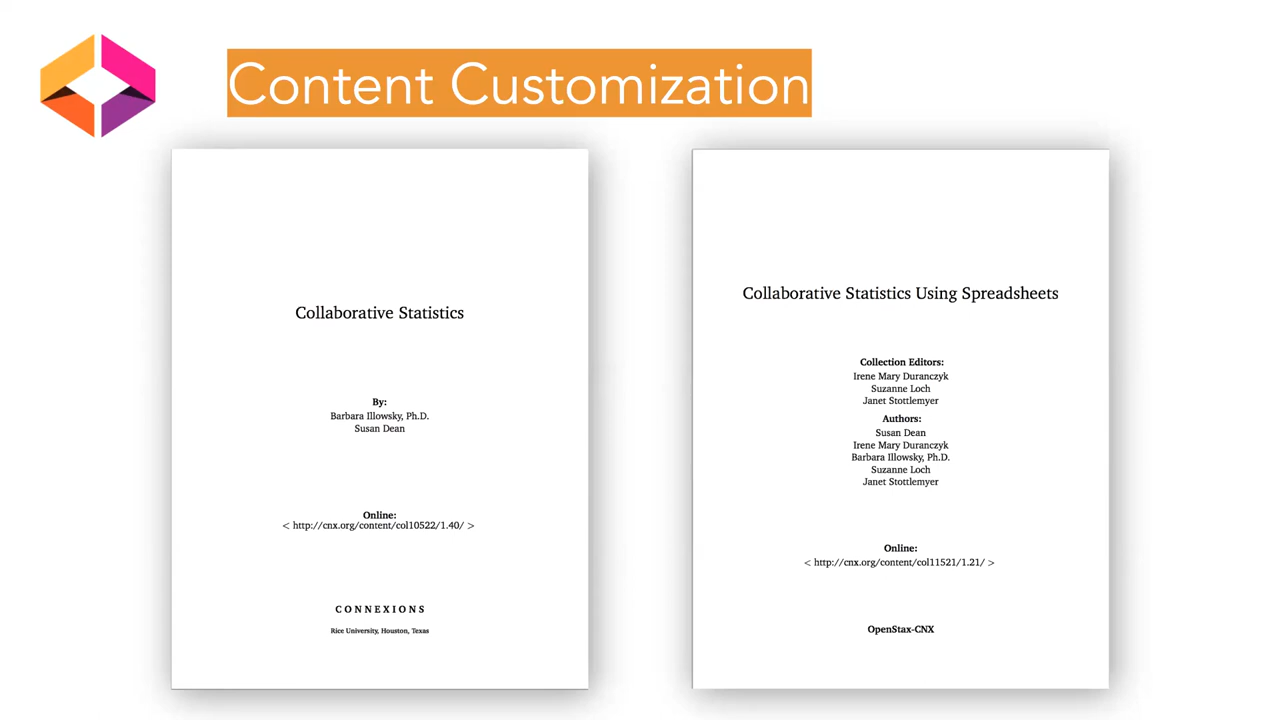 Content Customization
Collaborative Statistics
By:
Barbara Illowsky, Ph.D.
Susan Dean
Online:
< http://cnx.org/content/col10522/1.40/ >
CONNEXIONS
Rice University, Houston, Texas
Collaborative Statistics Using Spreadsheets
Collection Editors:
Irene Mary Duranczyk
Suzanne Loch
Janet Stottlemyer
Authors:
Susan Dean
Irene Mary Duranczyk
Barbara Illowsky, Ph.D.
Suzanne Loch
Janet Stottlemyer
Online:
< http://cnx.org/content/col11521/1.21/ >
OpenStax-CNX